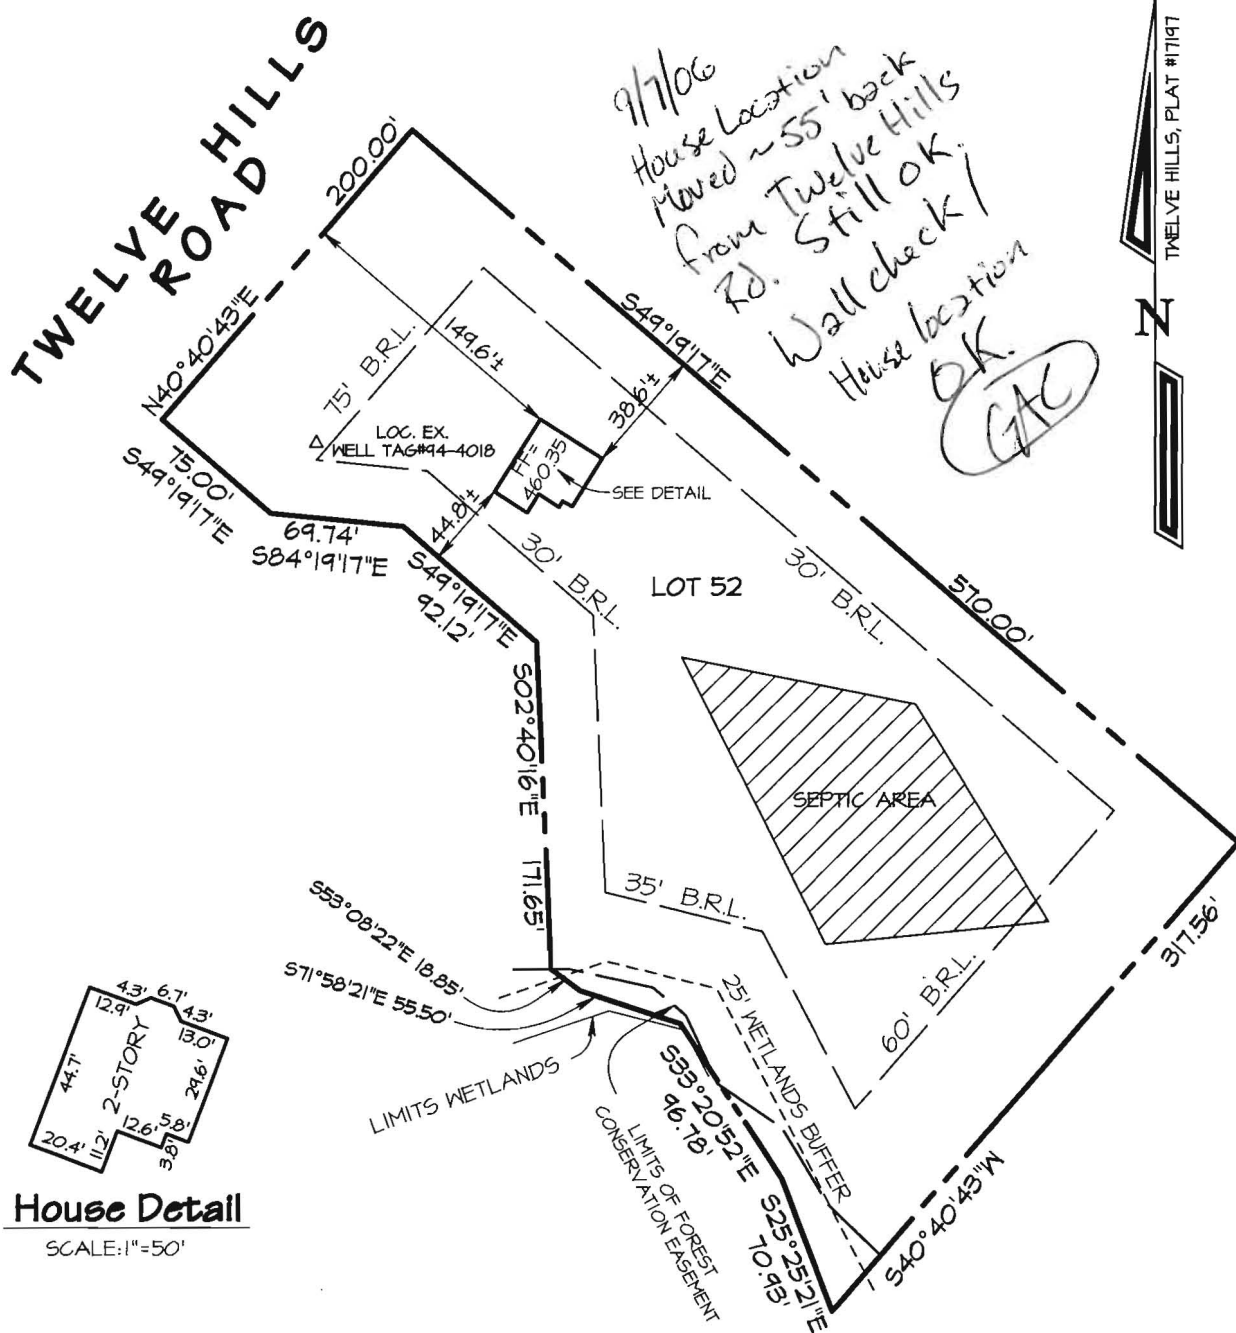 TWELVE HILLS
ROAD
9/7/06
House Location
Moved ~55' back
from Twelve Hills
Rd. Still OK.
Wall check /
House location
OK.
GAC
TWELVE HILLS, PLAT #17197
N
200.00'
N40°40'43"E
75' B.R.L.
149.6'±
S49°19'17"E
38.6'±
LOC. EX.
WELL TAG#94-4018
FF=
460.35
SEE DETAIL
75.00'
S49°19'17"E
69.74'
S84°19'17"E
44.8'±
S49°19'17"E
92.12'
30' B.R.L.
LOT 52
30' B.R.L.
570.00'
S02°40'16"E
171.65'
SEPTIC AREA
35' B.R.L.
317.56'
S53°08'22"E 18.85'
S71°58'21"E 55.50'
25' WETLANDS BUFFER
60' B.R.L.
LIMITS WETLANDS
S33°20'52"E
96.78'
LIMITS OF FOREST
CONSERVATION EASEMENT
S25°25'21"E
70.93'
S40°40'43"W
4.3'
6.7'
12.9'
4.3'
13.0'
44.7'
2-STORY
29.6'
20.4'
11.2'
12.6'
5.8'
3.8'
House Detail
SCALE:1"=50'